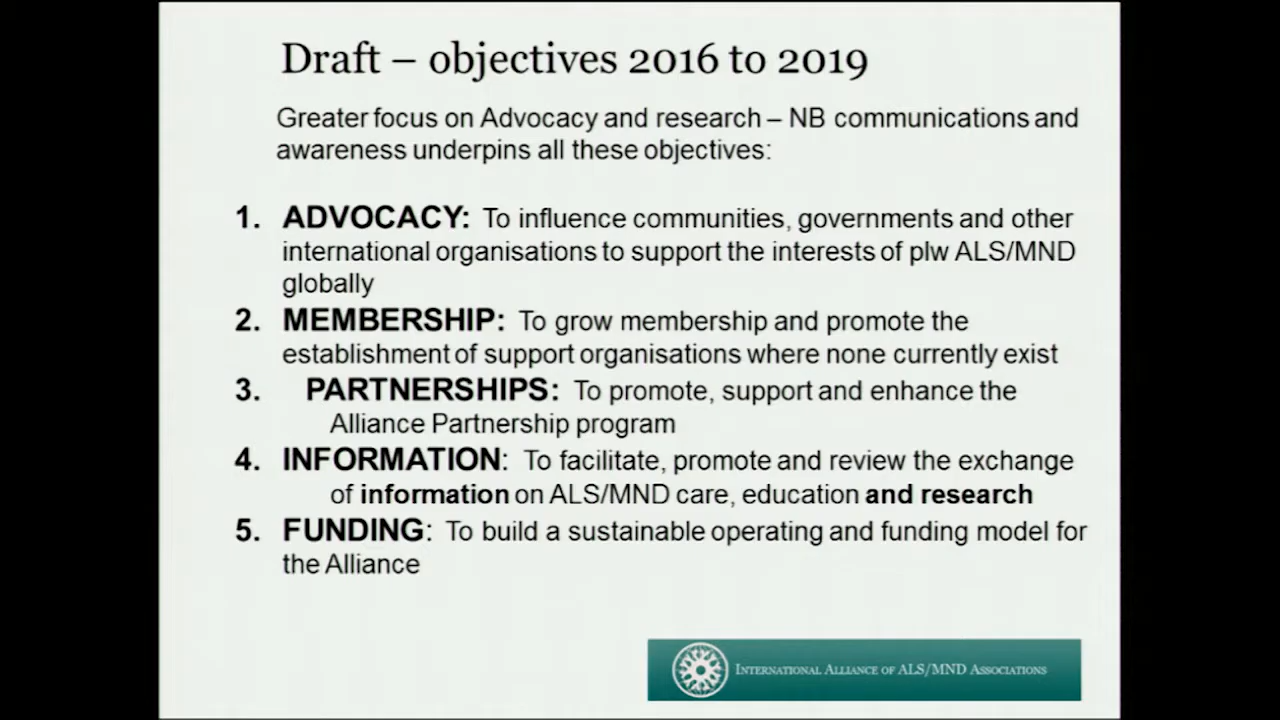 Draft – objectives 2016 to 2019
Greater focus on Advocacy and research – NB communications and
awareness underpins all these objectives:
1. ADVOCACY: To influence communities, governments and other
international organisations to support the interests of plw ALS/MND
globally
2. MEMBERSHIP: To grow membership and promote the
establishment of support organisations where none currently exist
3. PARTNERSHIPS: To promote, support and enhance the
Alliance Partnership program
4. INFORMATION: To facilitate, promote and review the exchange
of information on ALS/MND care, education and research
5. FUNDING: To build a sustainable operating and funding model for
the Alliance
International Alliance of ALS/MND Associations